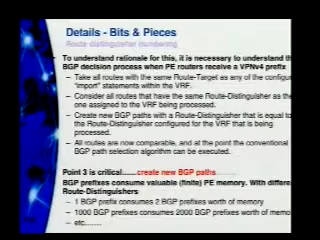 Details - Bits & Pieces
Route distinguisher numbering
To understand rationale for this, it is necessary to understand th
BGP decision process when PE routers receive a VPNv4 prefix
– Take all routes with the same Route-Target as any of the configur
"import" statements within the VRF.
– Consider all routes that have the same Route-Distinguisher as the
one assigned to the VRF being processed.
– Create new BGP paths with a Route-Distinguisher that is equal to
the Route-Distinguisher configured for the VRF that is being
processed.
– All routes are now comparable, and at the point the conventional
BGP path selection algorithm can be executed.
Point 3 is critical.......create new BGP paths.........
BGP prefixes consume valuable (finite) PE memory. With differe
Route-Distinguishers
– 1 BGP prefix consumes 2 BGP prefixes worth of memory
– 1000 BGP prefixes consumes 2000 BGP prefixes worth of memo
– etc........